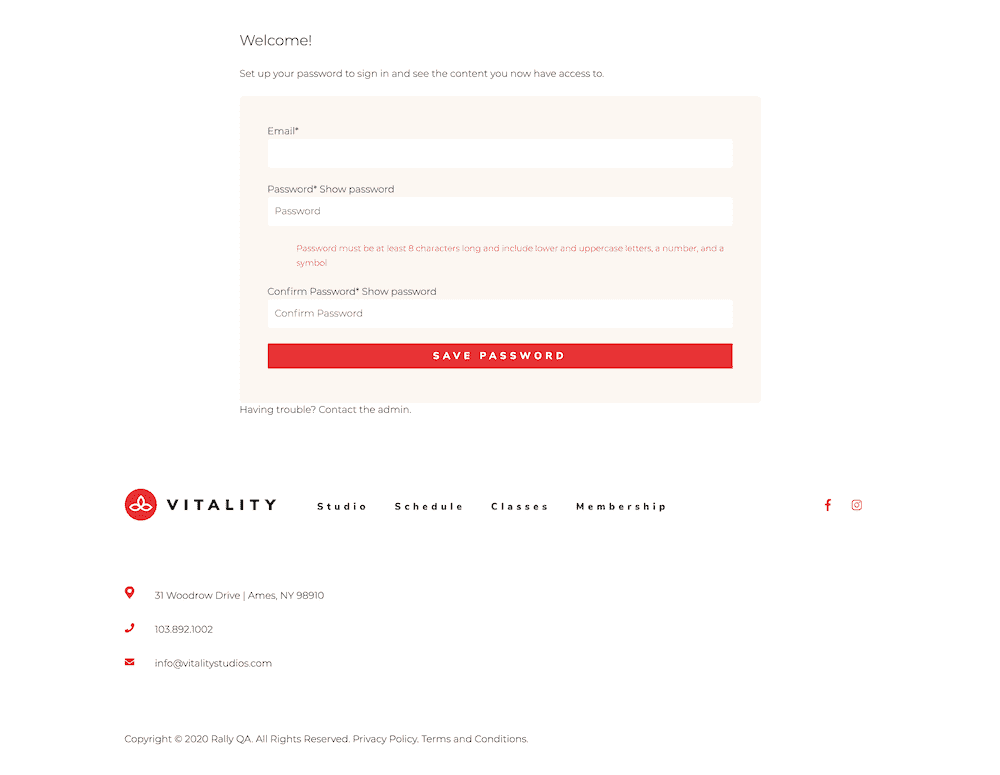 Welcome!
Set up your password to sign in and see the content you now have access to.
Email*
Password* Show password
Password
Password must be at least 8 characters long and include lower and uppercase letters, a number, and a
symbol
Confirm Password* Show password
Confirm Password
SAVE PASSWORD
Having trouble? Contact the admin.
VITALITY Studio Schedule Classes Membership
31 Woodrow Drive | Ames, NY 98910
103.892.1002
info@vitalitystudios.com
Copyright © 2020 Rally QA. All Rights Reserved. Privacy Policy. Terms and Conditions.